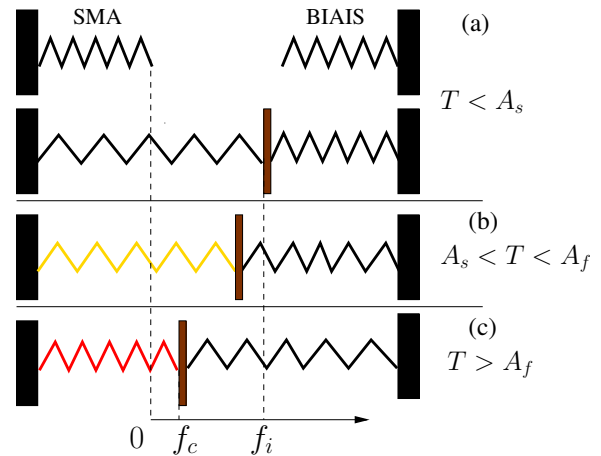 SMA BIAIS (a)
T < A_s
(b)
A_s < T < A_f
(c)
T > A_f
0 f_c f_i